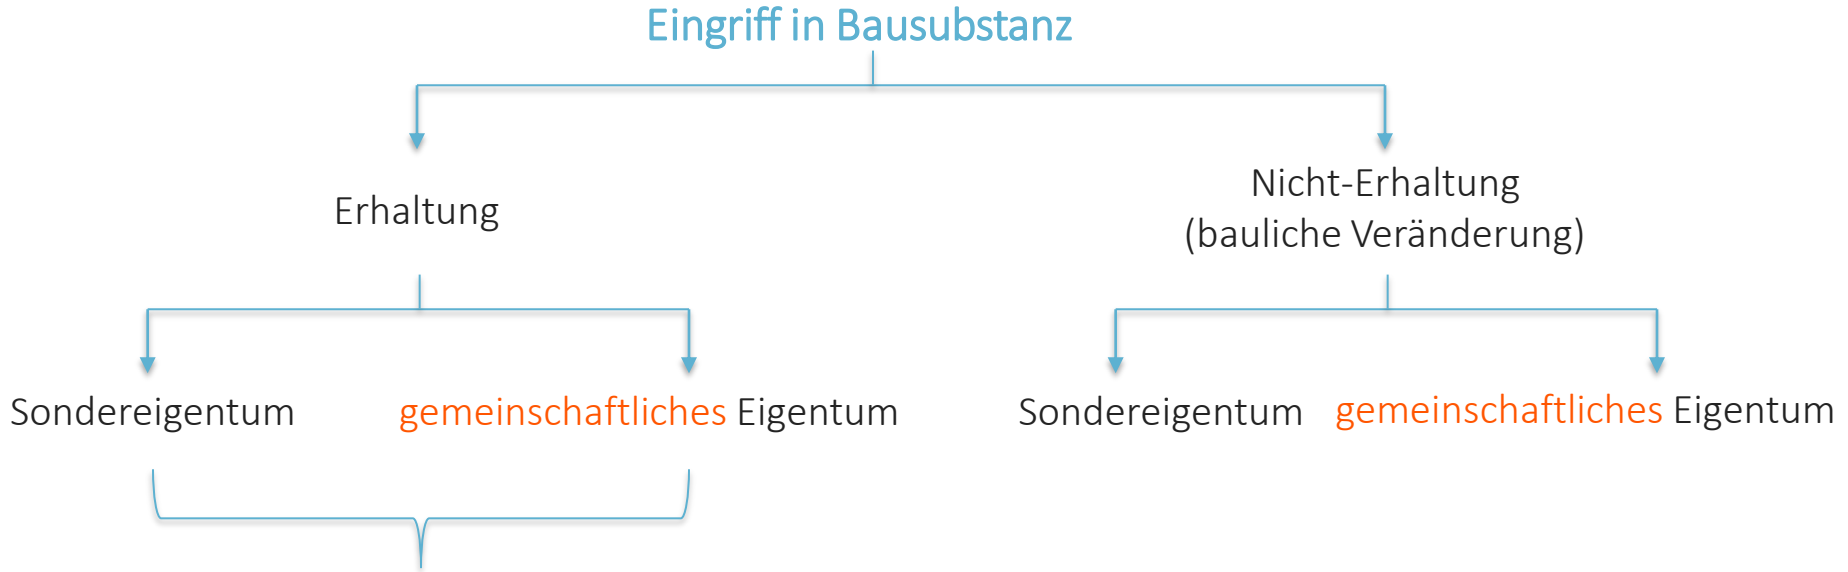 Eingriff in Bausubstanz
Erhaltung
Nicht-Erhaltung
(bauliche Veränderung)
Sondereigentum
gemeinschaftliches Eigentum
Sondereigentum
gemeinschaftliches Eigentum